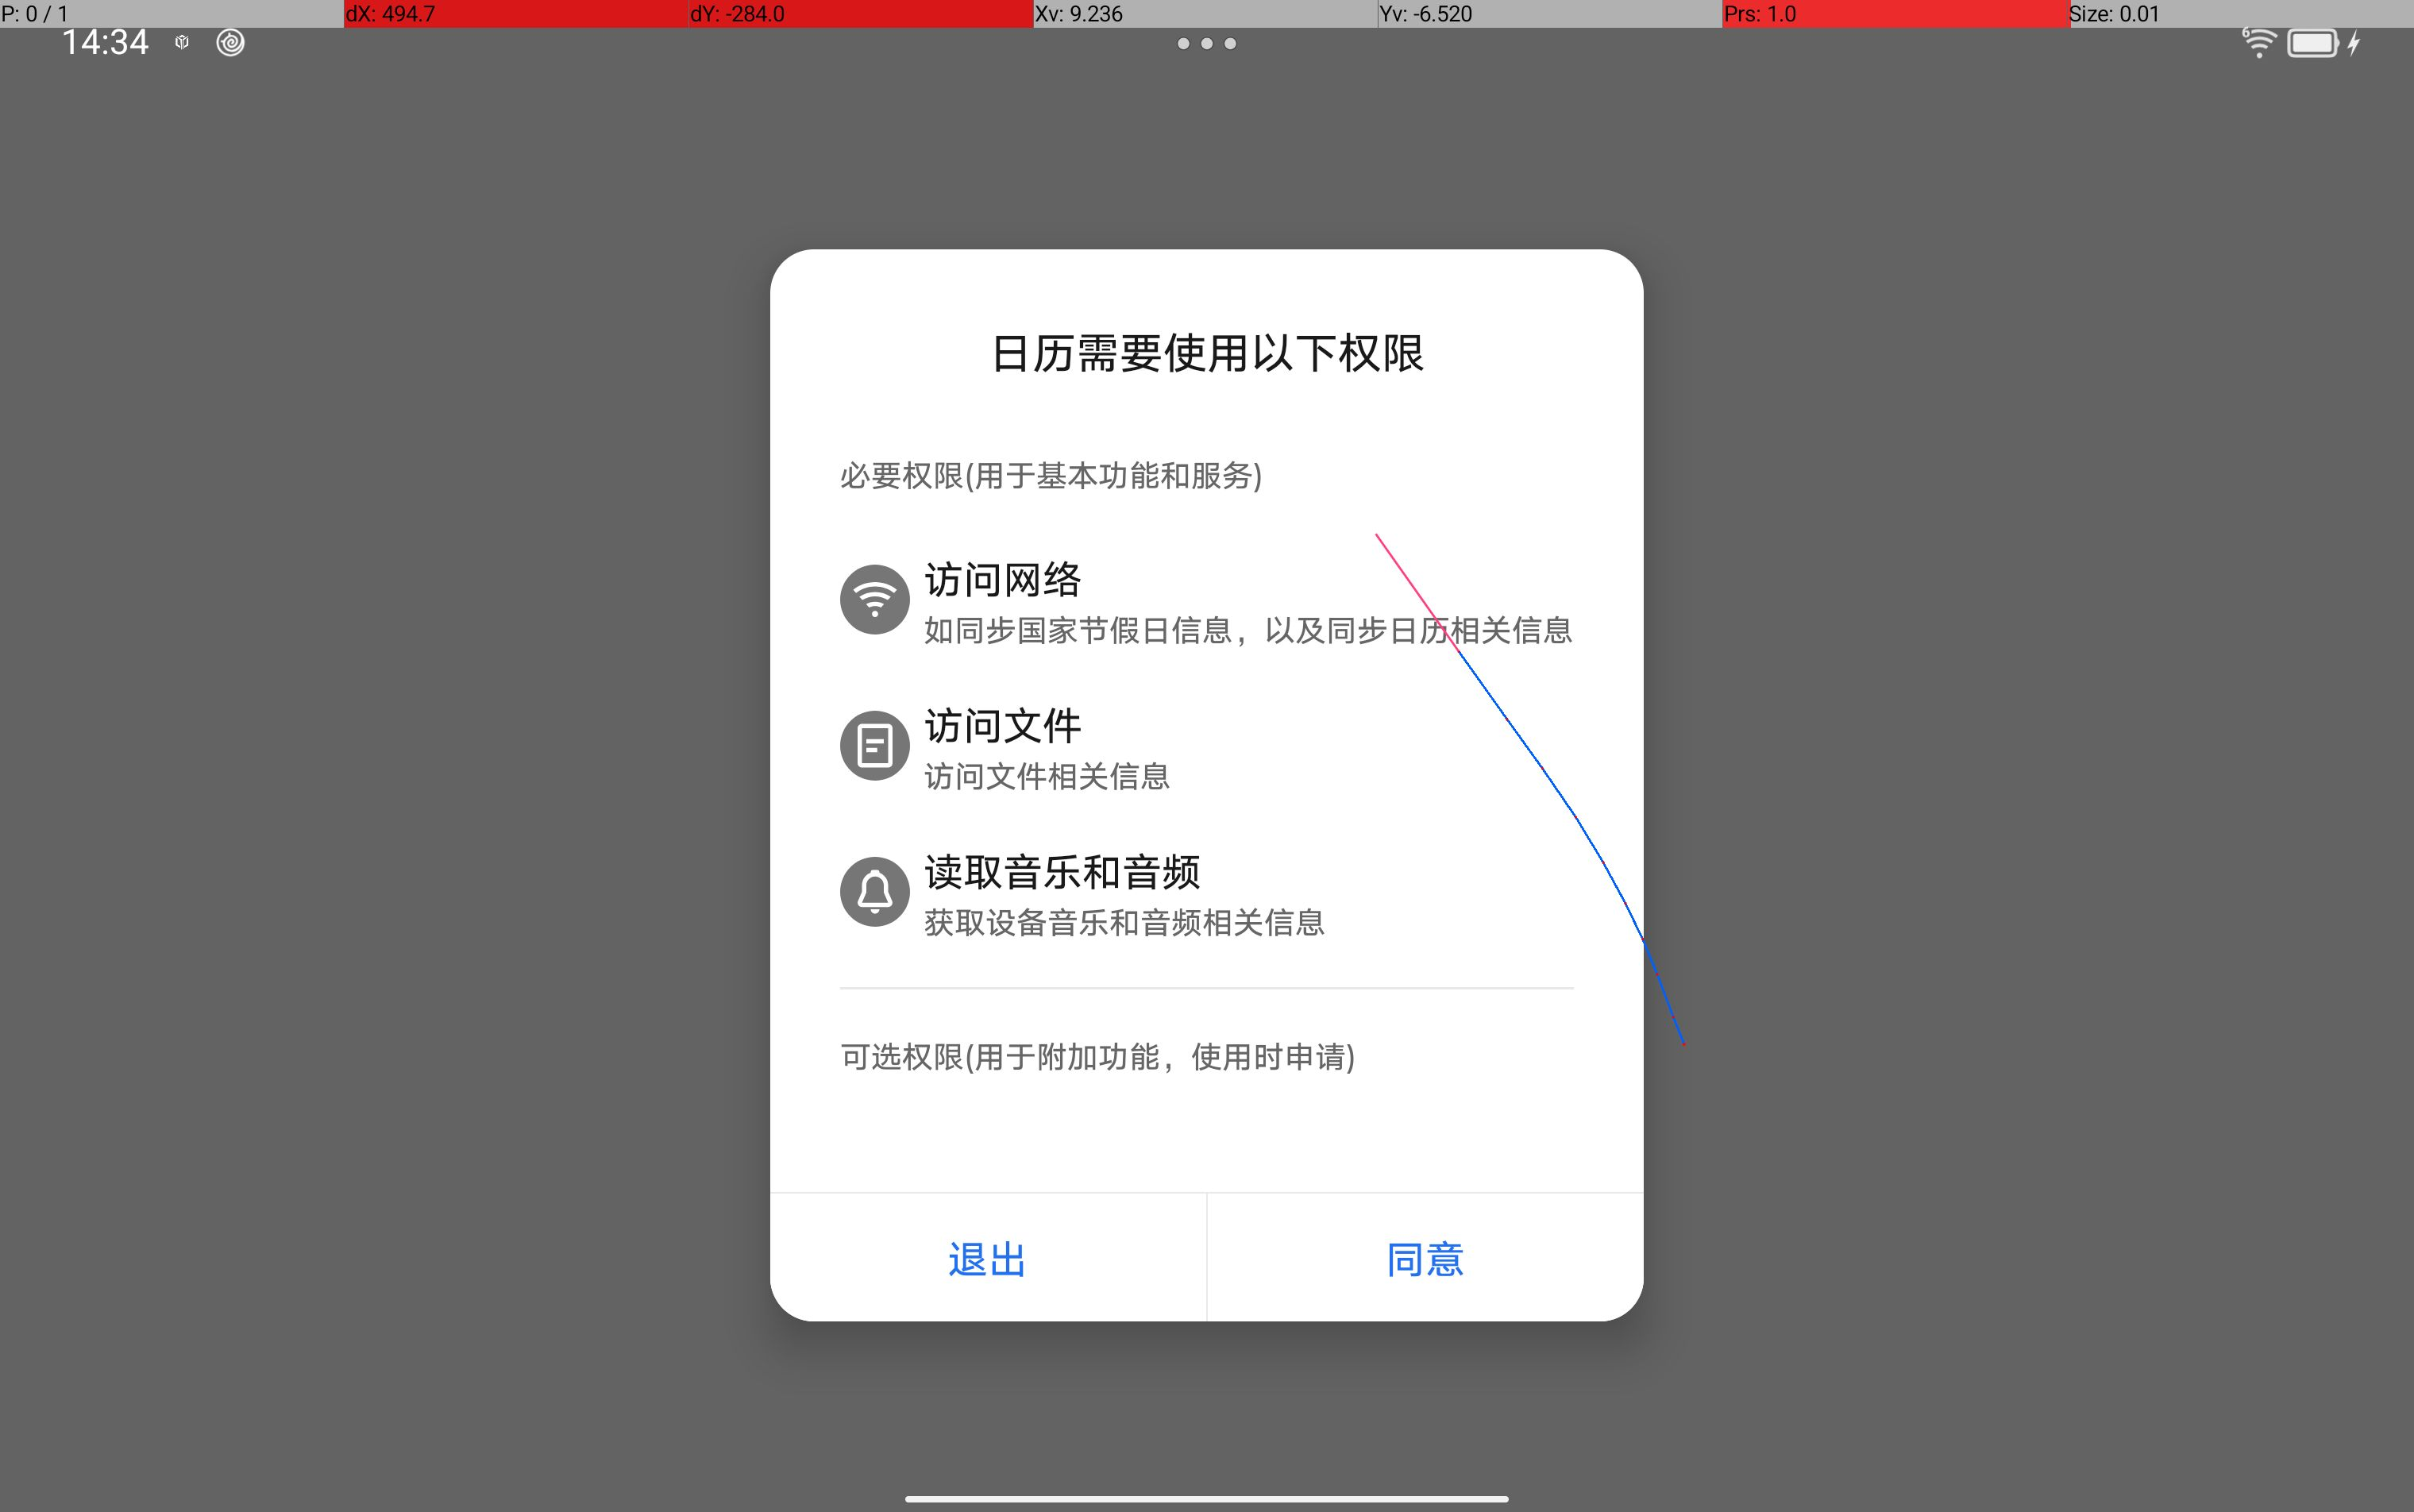 P: 0 / 1 dX: 494.7 dY: -284.0 Xv: 9.236 Yv: -6.520 Prs: 1.0 Size: 0.01
14:34 6
日历需要使用以下权限
必要权限(用于基本功能和服务)
访问网络
如同步国家节假日信息，以及同步日历相关信息
访问文件
访问文件相关信息
读取音乐和音频
获取设备音乐和音频相关信息
可选权限(用于附加功能，使用时申请)
退出 同意